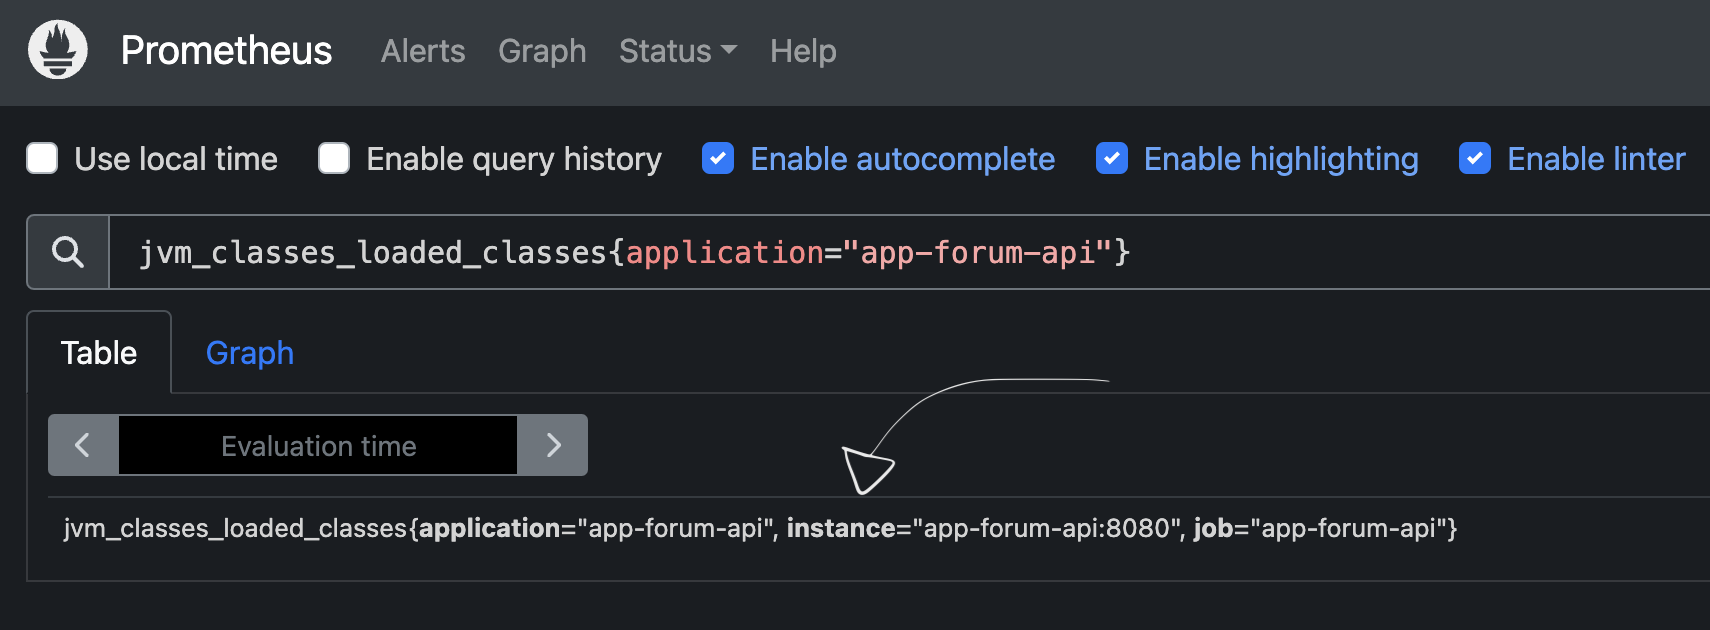 Prometheus Alerts Graph Status Help
Use local time Enable query history Enable autocomplete Enable highlighting Enable linter
jvm_classes_loaded_classes{application="app-forum-api"}
Table Graph
Evaluation time
jvm_classes_loaded_classes{application="app-forum-api", instance="app-forum-api:8080", job="app-forum-api"}